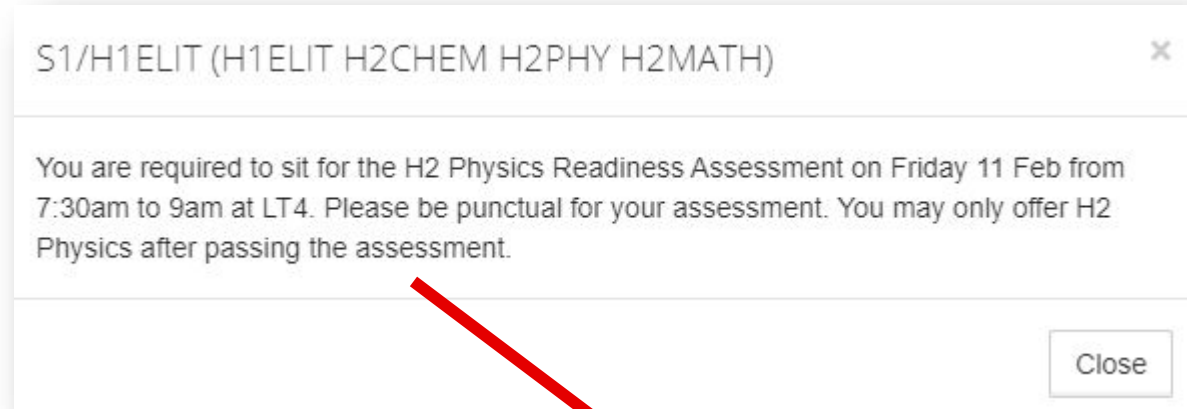 S1/H1ELIT (H1ELIT H2CHEM H2PHY H2MATH)
×
You are required to sit for the H2 Physics Readiness Assessment on Friday 11 Feb from
7:30am to 9am at LT4. Please be punctual for your assessment. You may only offer H2
Physics after passing the assessment.
Close